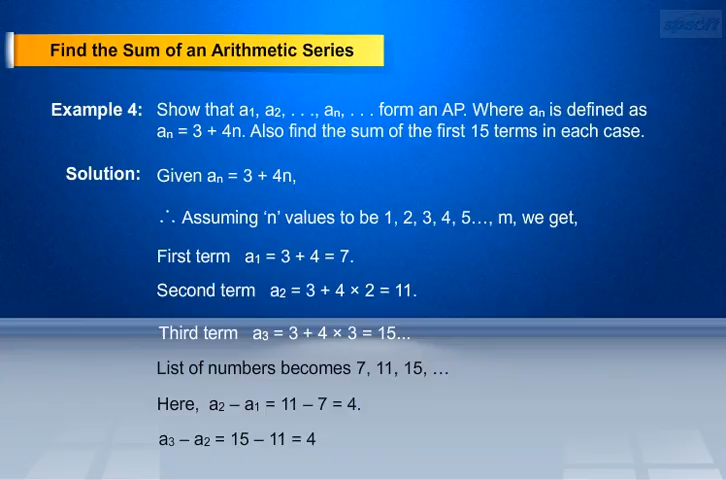 spsoft
Find the Sum of an Arithmetic Series
Example 4: Show that a₁, a₂, . . ., aₙ, . . . form an AP. Where aₙ is defined as
aₙ = 3 + 4n. Also find the sum of the first 15 terms in each case.
Solution: Given aₙ = 3 + 4n,
∴ Assuming ‘n’ values to be 1, 2, 3, 4, 5…, m, we get,
First term a₁ = 3 + 4 = 7.
Second term a₂ = 3 + 4 × 2 = 11.
Third term a₃ = 3 + 4 × 3 = 15...
List of numbers becomes 7, 11, 15, …
Here, a₂ – a₁ = 11 – 7 = 4.
a₃ – a₂ = 15 – 11 = 4